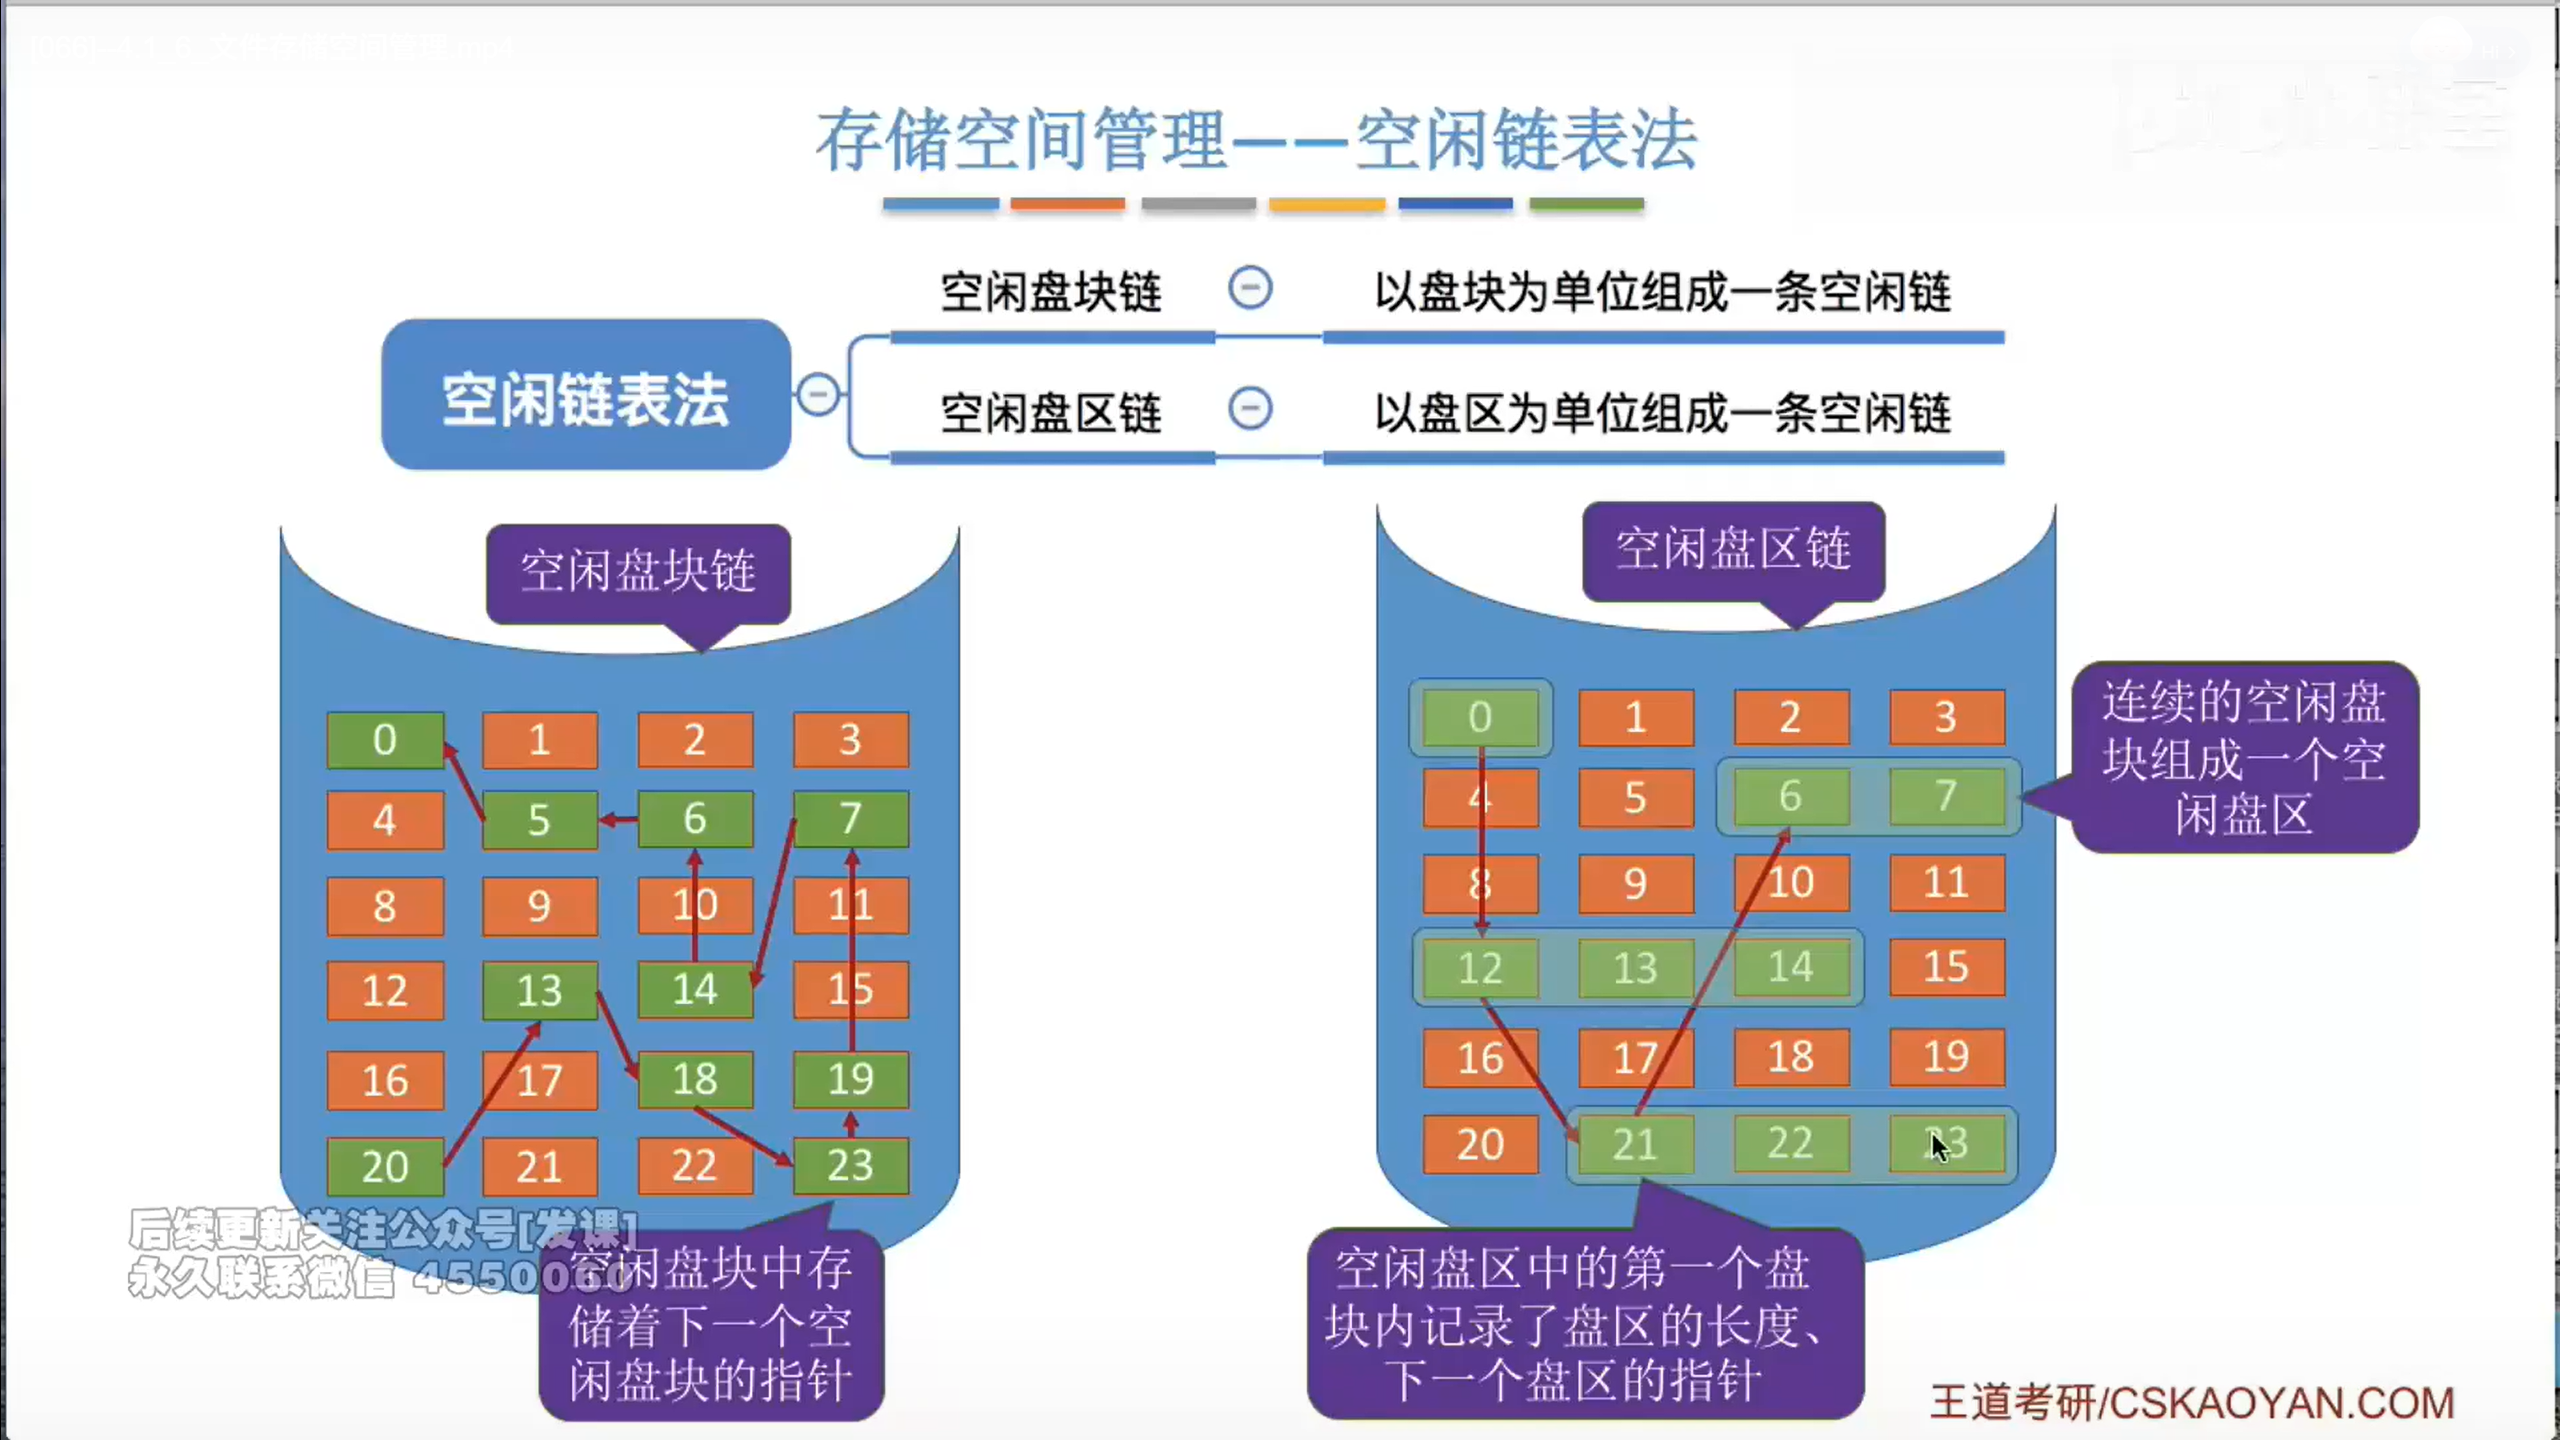 存储空间管理——空闲链表法
空闲链表法
空闲盘块链
以盘块为单位组成一条空闲链
空闲盘区链
以盘区为单位组成一条空闲链
空闲盘块链
0 1 2 3
4 5 6 7
8 9 10 11
12 13 14 15
16 17 18 19
20 21 22 23
空闲盘块中存
储着下一个空
闲盘块的指针
空闲盘区链
0 1 2 3
4 5 6 7
8 9 10 11
12 13 14 15
16 17 18 19
20 21 22 23
连续的空闲盘
块组成一个空
闲盘区
空闲盘区中的第一个盘
块内记录了盘区的长度、
下一个盘区的指针
后续更新关注公众号[发课]
永久联系微信 4550060
王道考研/CSKAOYAN.COM